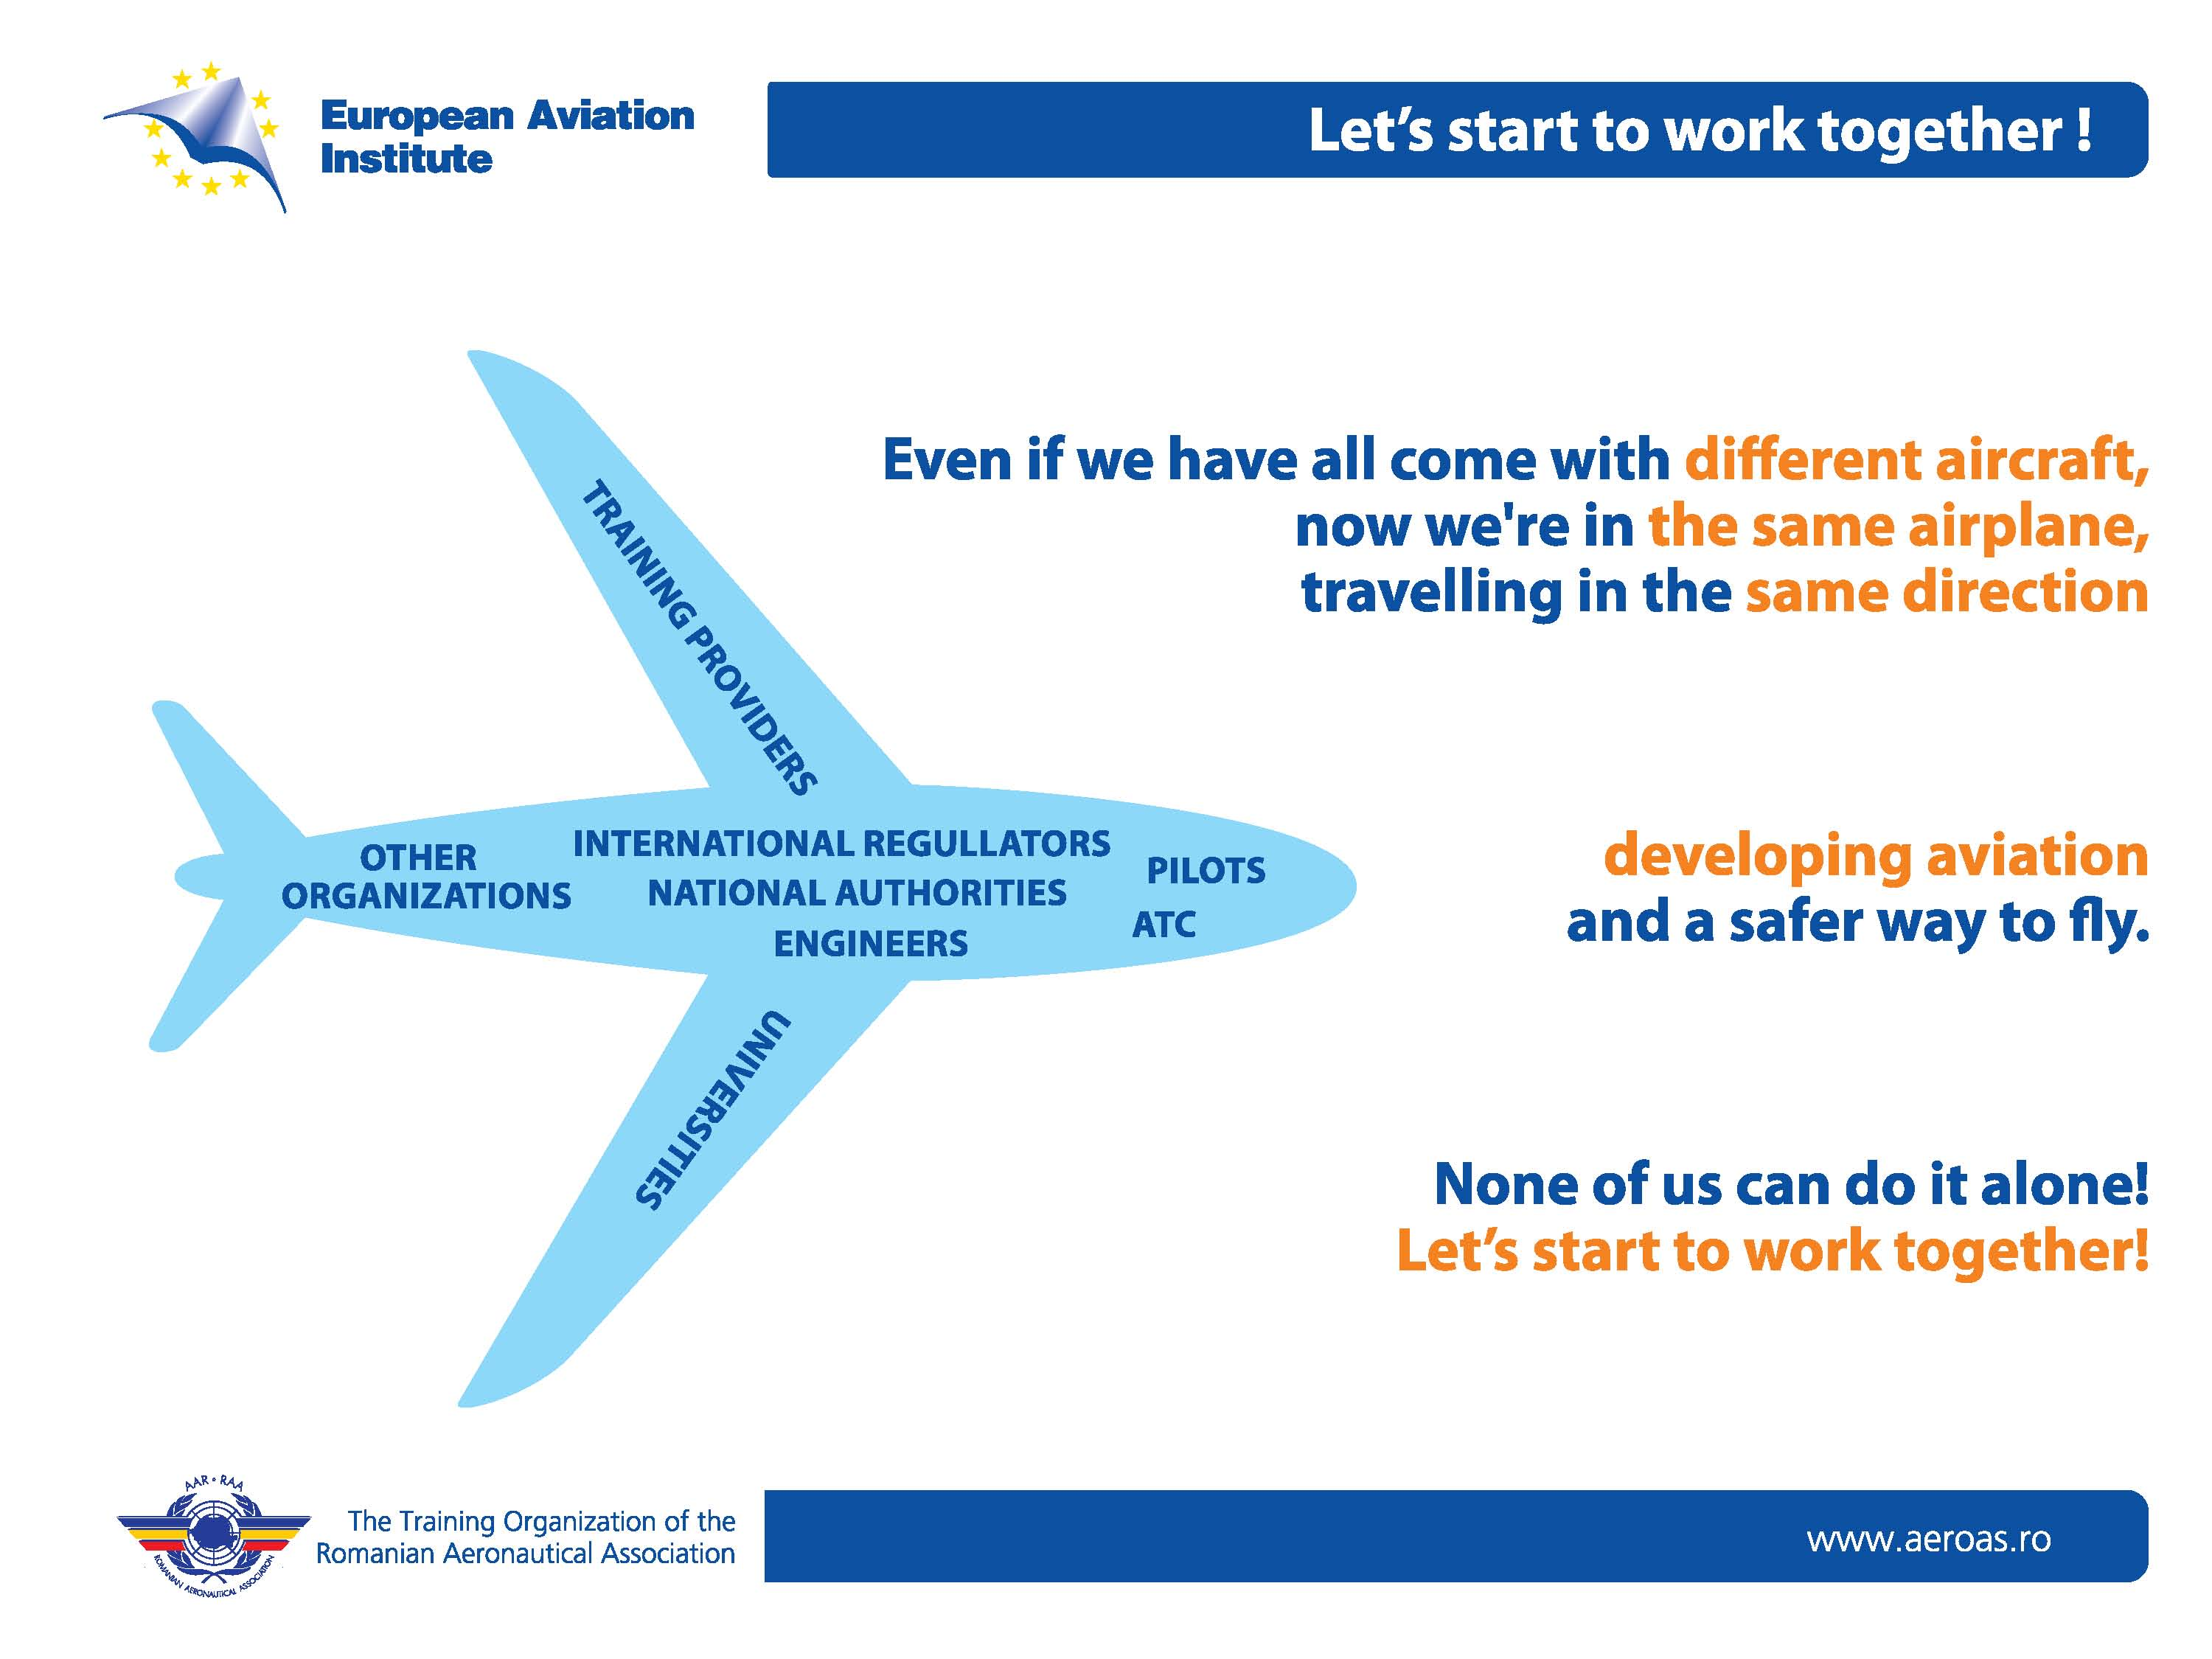 European Aviation
Institute
Let’s start to work together !
Even if we have all come with different aircraft,
now we're in the same airplane,
travelling in the same direction
TRAINING PROVIDERS
OTHER
ORGANIZATIONS
INTERNATIONAL REGULLATORS
NATIONAL AUTHORITIES
ENGINEERS
PILOTS
ATC
UNIVERSITIES
developing aviation
and a safer way to fly.
None of us can do it alone!
Let’s start to work together!
AAR • RAA
ROMANIAN AERONAUTICAL ASSOCIATION
The Training Organization of the
Romanian Aeronautical Association
www.aeroas.ro